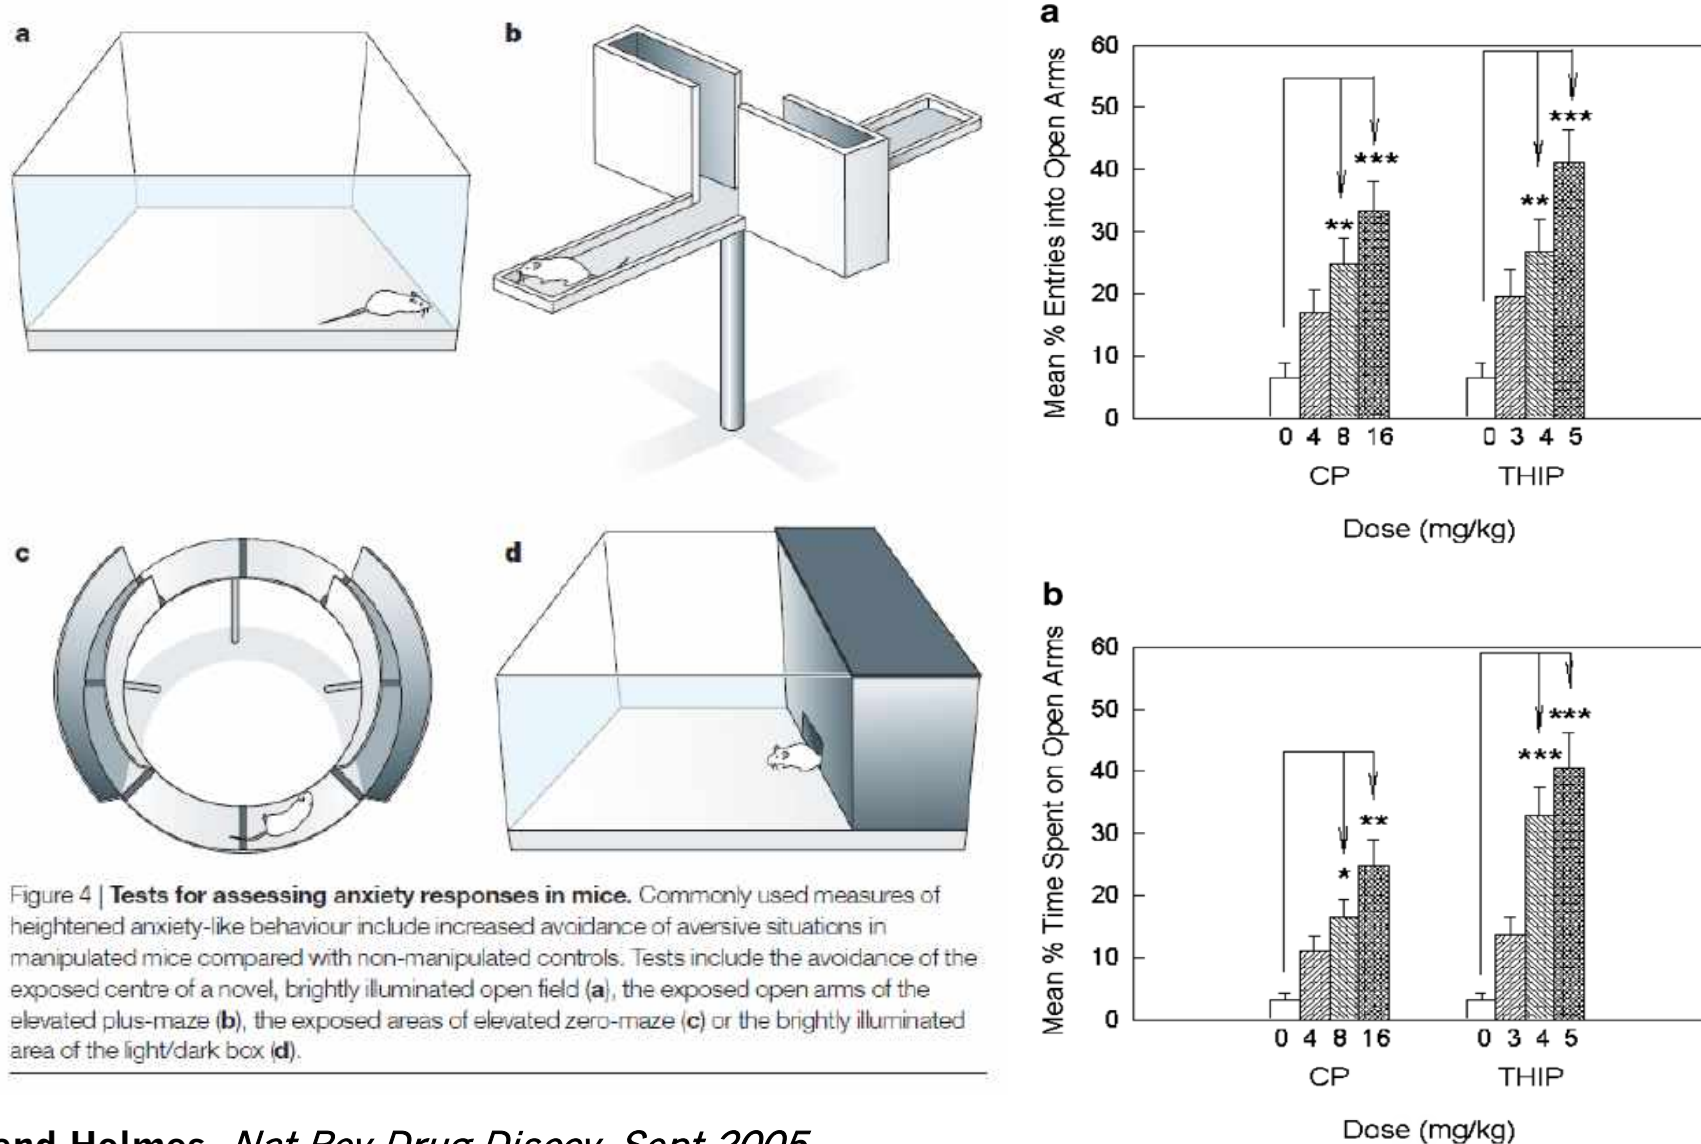 a
b
c
d
Figure 4 | Tests for assessing anxiety responses in mice. Commonly used measures of
heightened anxiety-like behaviour include increased avoidance of aversive situations in
manipulated mice compared with non-manipulated controls. Tests include the avoidance of the
exposed centre of a novel, brightly illuminated open field (a), the exposed open arms of the
elevated plus-maze (b), the exposed areas of elevated zero-maze (c) or the brightly illuminated
area of the light/dark box (d).
and Holmes, Nat Rev Drug Discov, Sept 2005
a
Mean % Entries into Open Arms
60
50
40
30
20
10
0
**
***
**
***
0 4 8 16
0 3 4 5
CP
THIP
Dose (mg/kg)
b
Mean % Time Spent on Open Arms
60
50
40
30
20
10
0
*
**
***
***
0 4 8 16
0 3 4 5
CP
THIP
Dose (mg/kg)